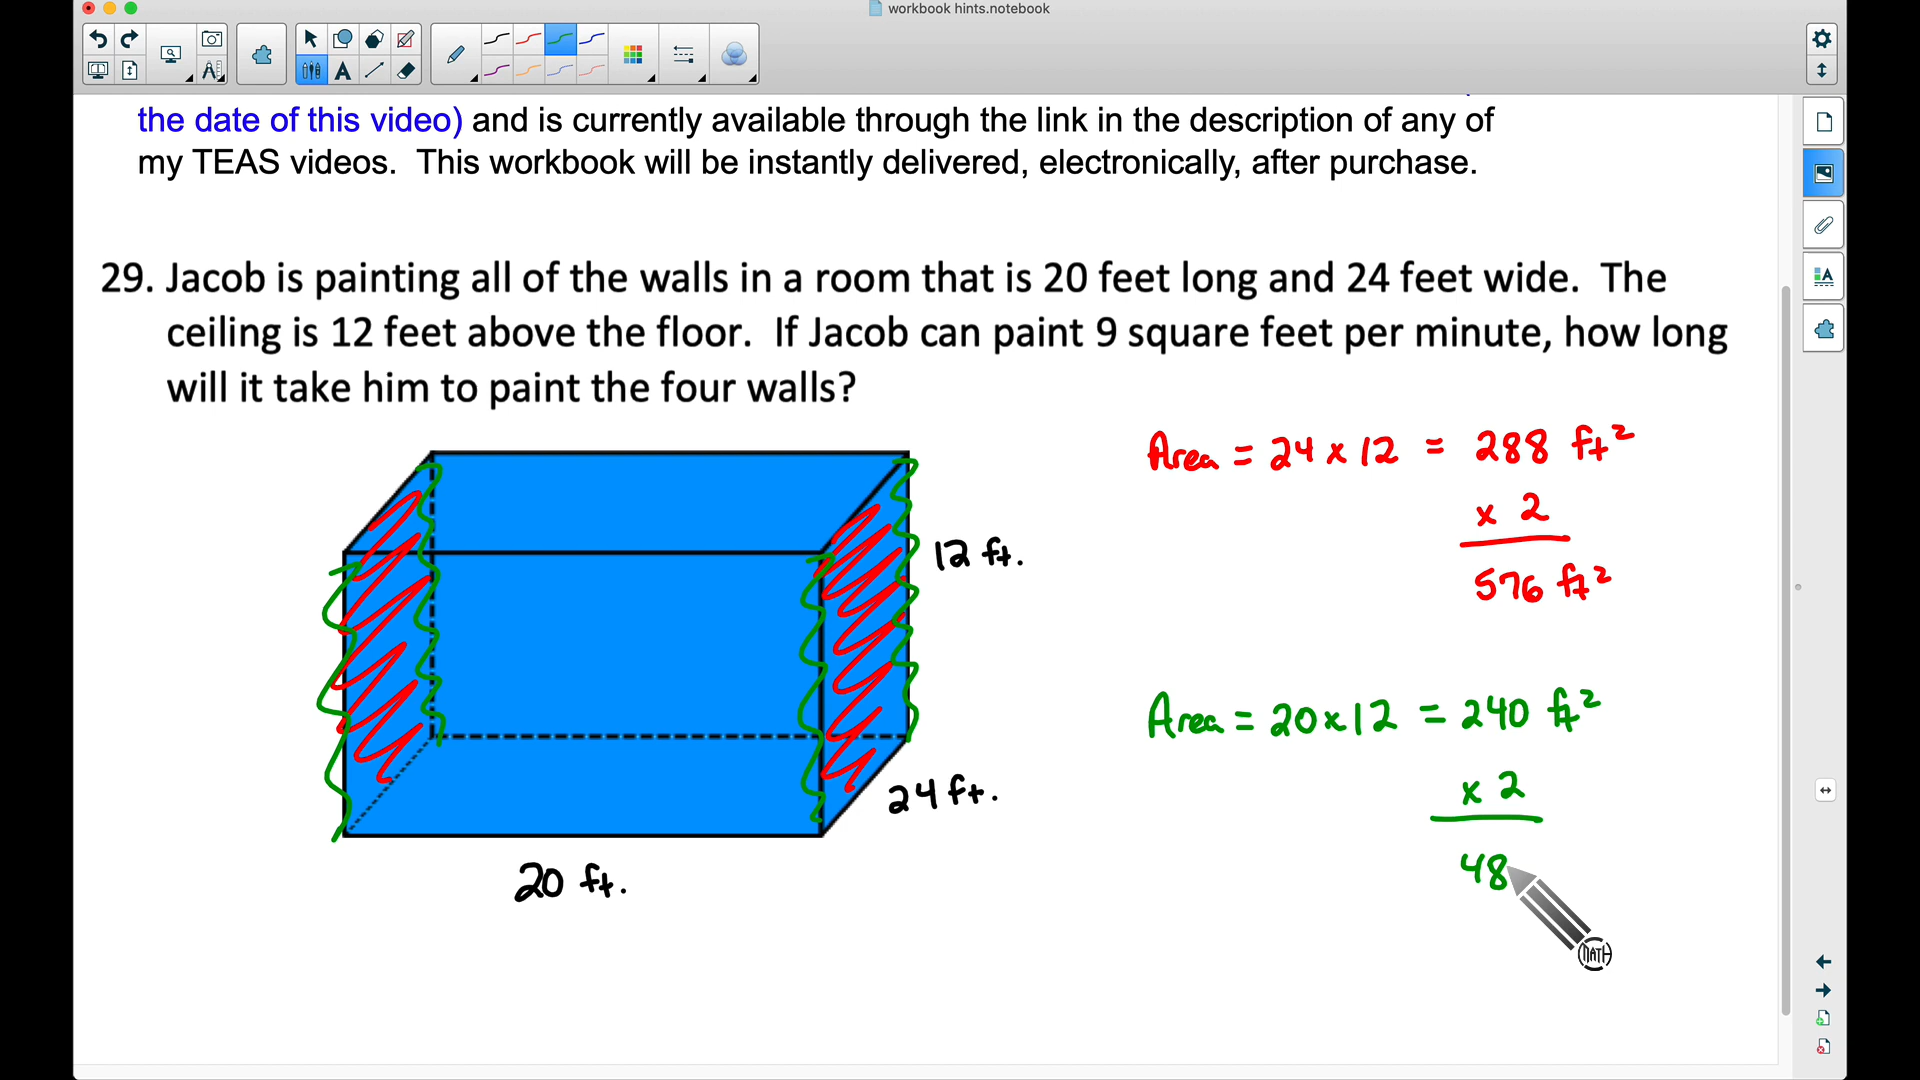 workbook hints.notebook
the date of this video) and is currently available through the link in the description of any of
my TEAS videos. This workbook will be instantly delivered, electronically, after purchase.
29. Jacob is painting all of the walls in a room that is 20 feet long and 24 feet wide. The
ceiling is 12 feet above the floor. If Jacob can paint 9 square feet per minute, how long
will it take him to paint the four walls?
Area = 24 x 12 = 288 ft²
x 2
576 ft²
12 ft.
24 ft.
20 ft.
Area = 20 x 12 = 240 ft²
x 2
48
MATH